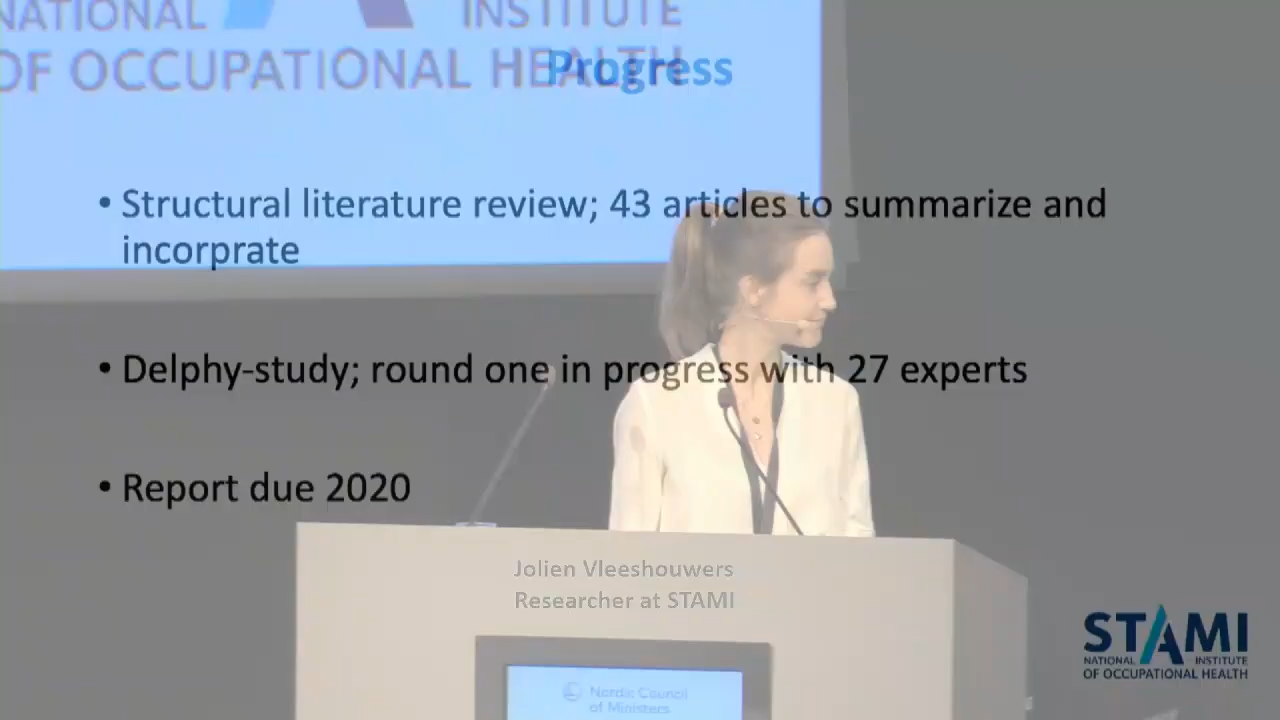 NATIONAL INSTITUTE
OF OCCUPATIONAL HEALTH
Progress
• Structural literature review; 43 articles to summarize and
incorprate
• Delphy-study; round one in progress with 27 experts
• Report due 2020
Jolien Vleeshouwers
Researcher at STAMI
STAMI
NATIONAL INSTITUTE
OF OCCUPATIONAL HEALTH
Nordic Council
of Ministers